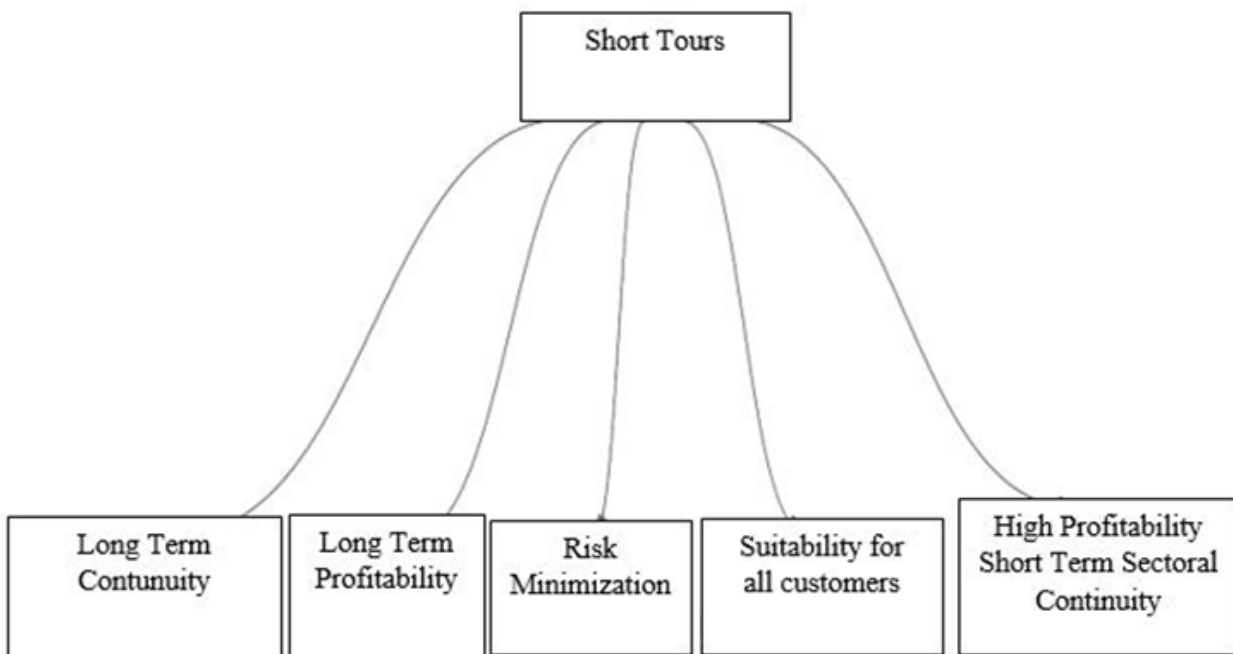 Short Tours
Long Term
Contunuity
Long Term
Profitability
Risk
Minimization
Suitability for
all customers
High Profitability
Short Term Sectoral
Continuity